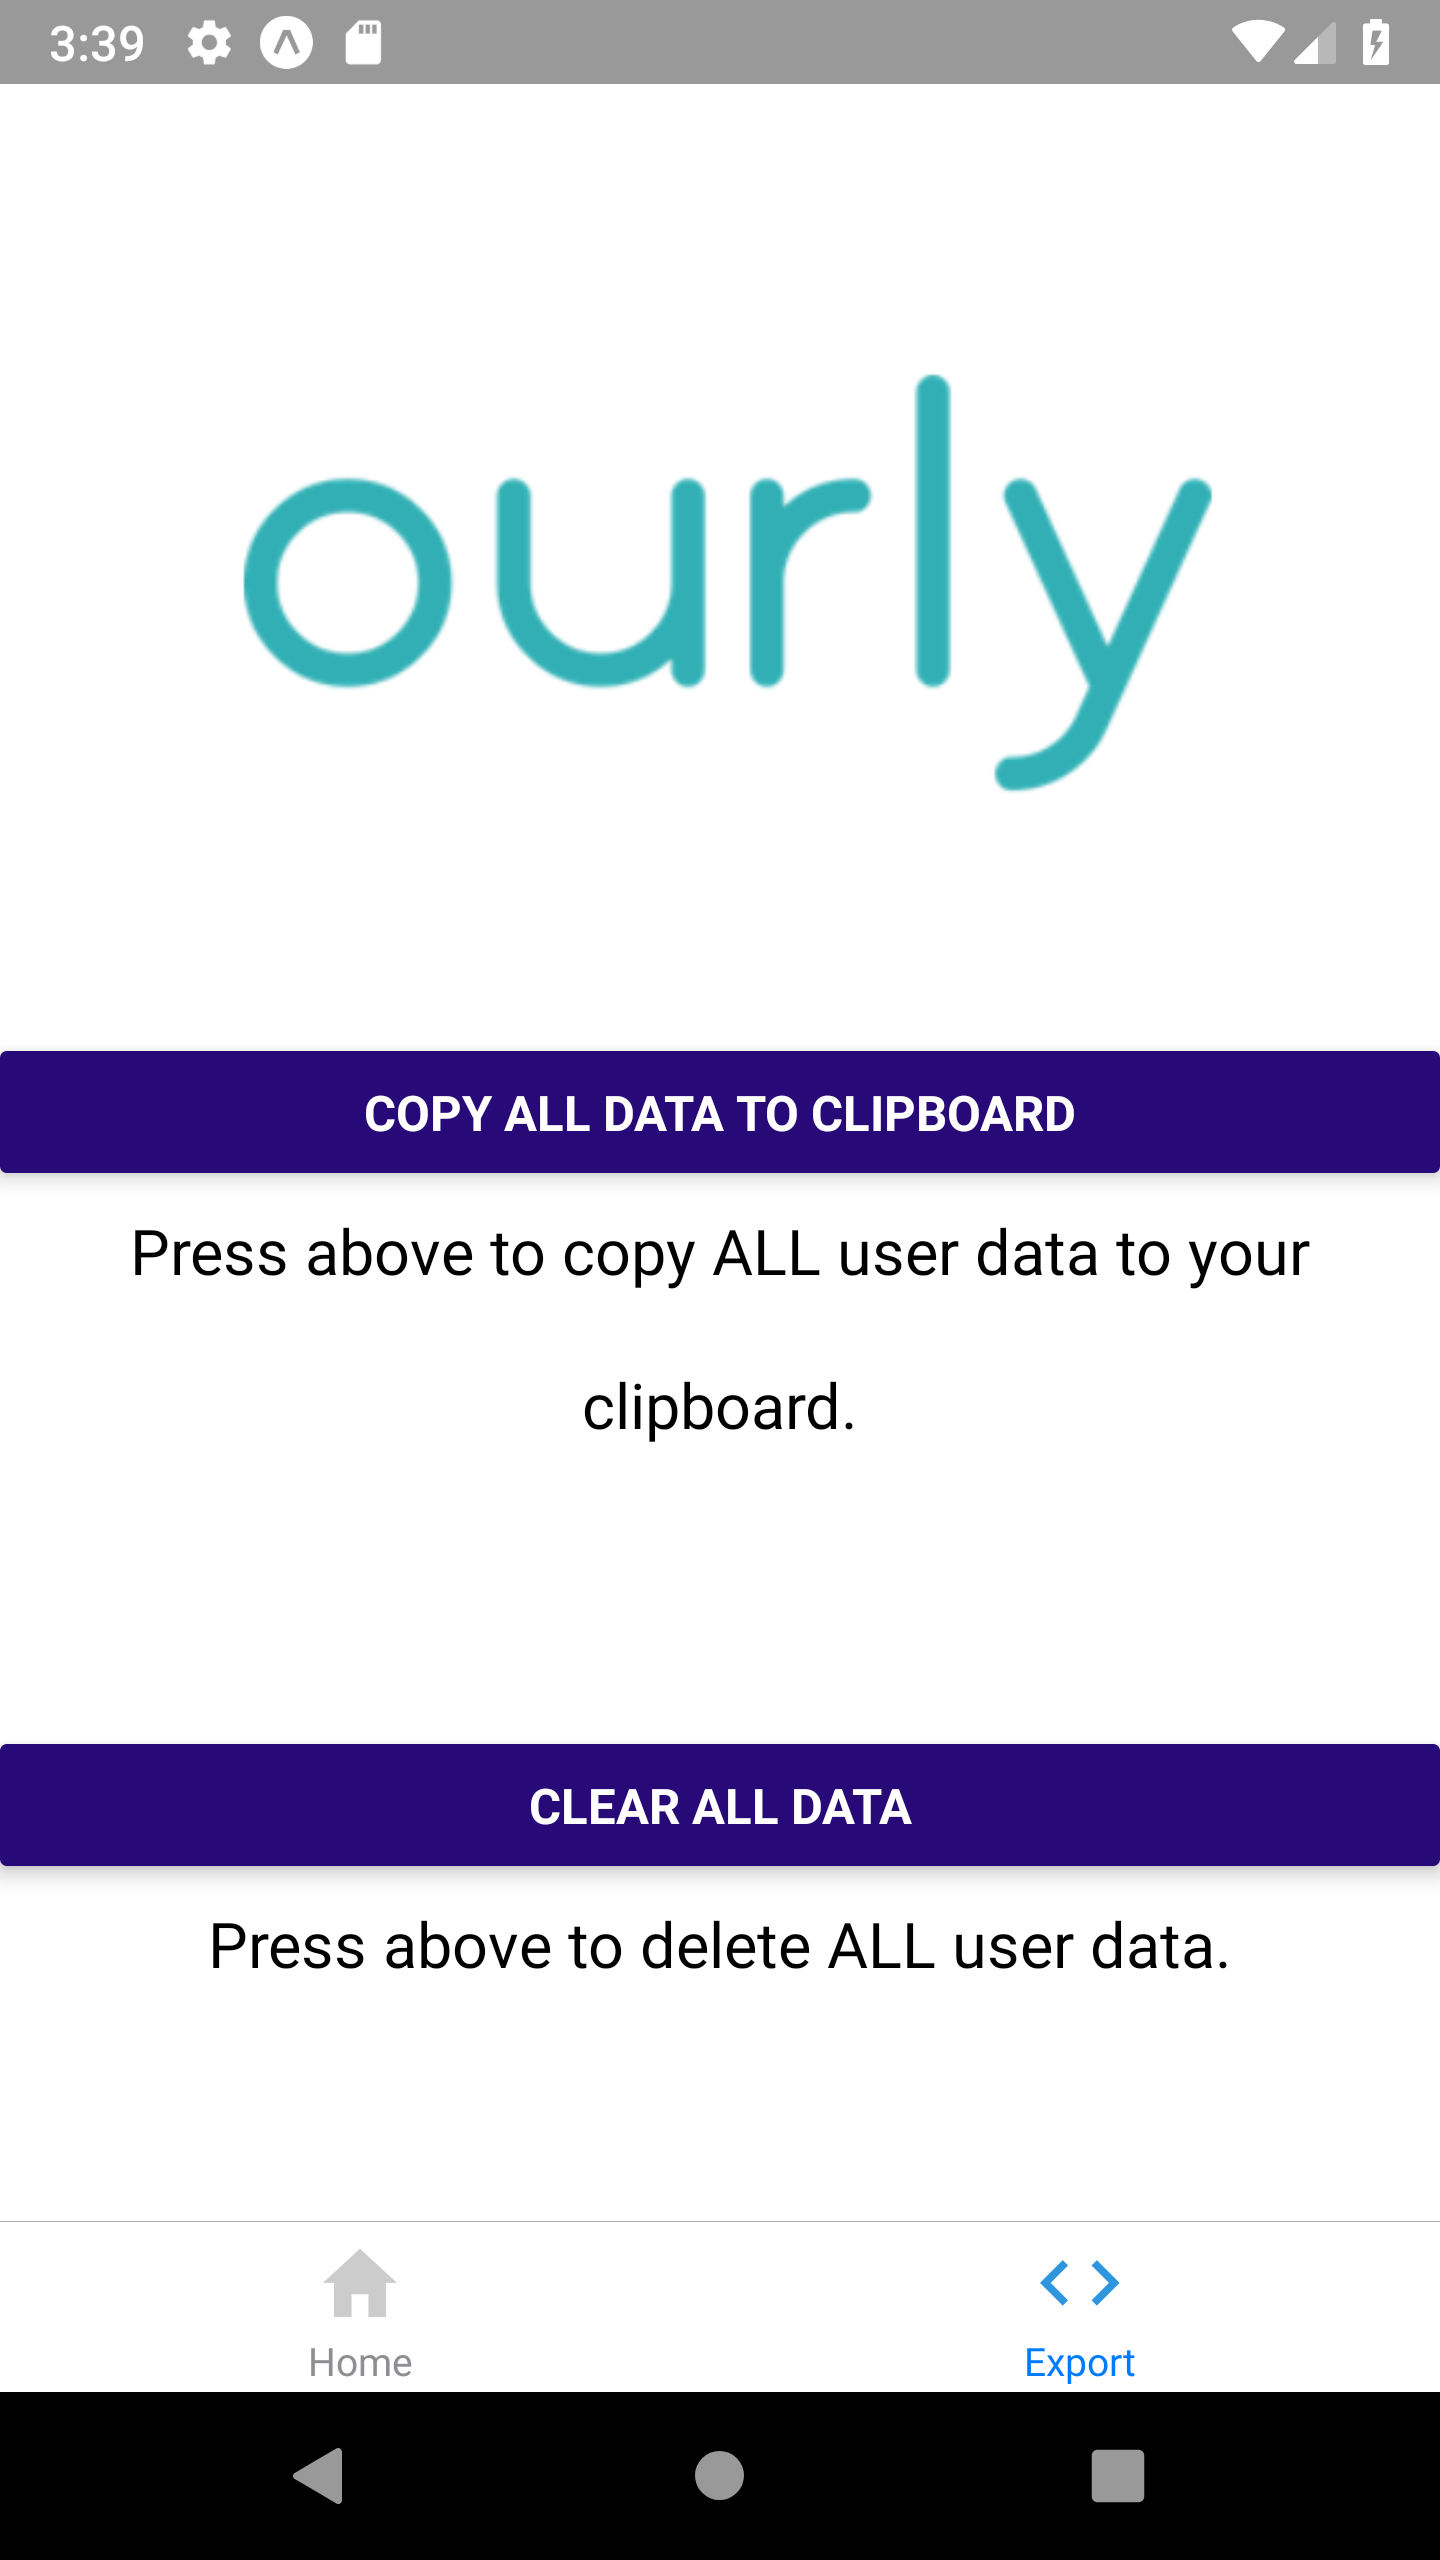 3:39
ourly
COPY ALL DATA TO CLIPBOARD
Press above to copy ALL user data to your
clipboard.
CLEAR ALL DATA
Press above to delete ALL user data.
Home
Export